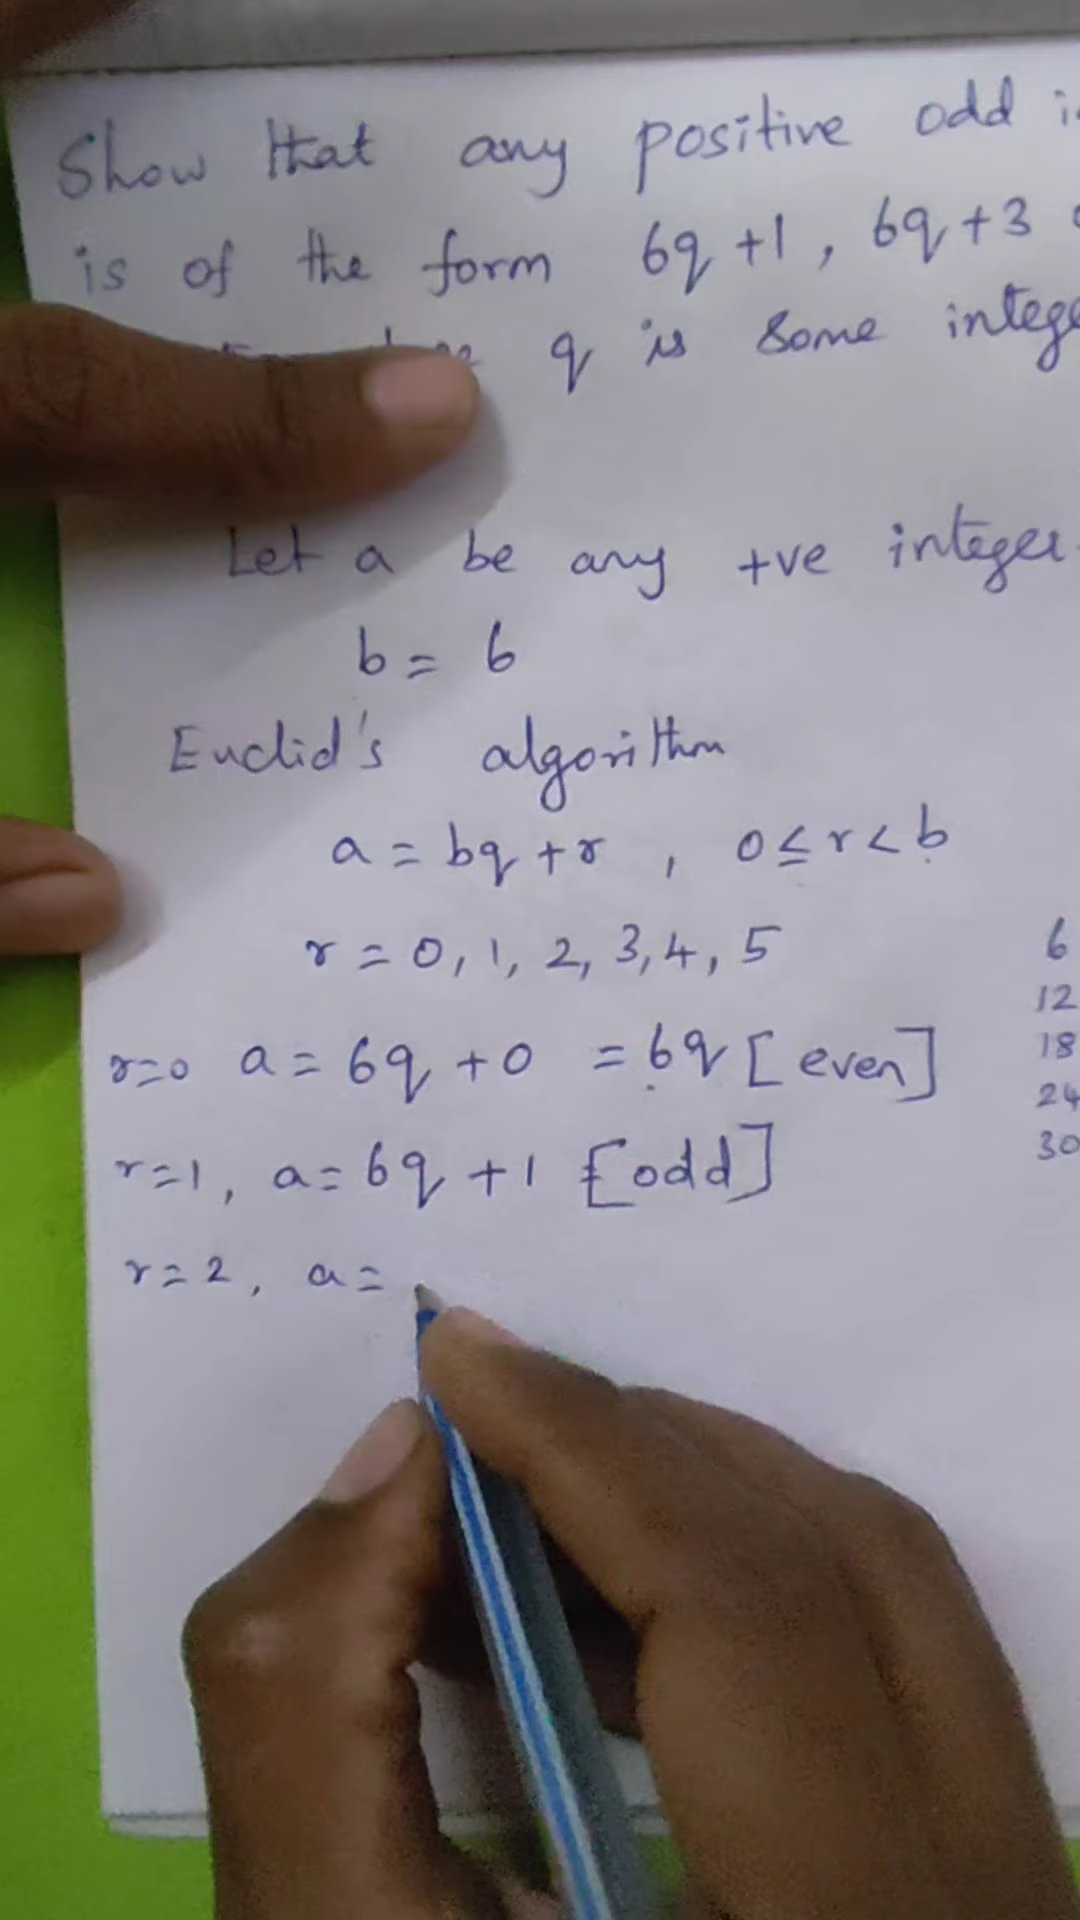 Show that any positive odd
is of the form 6q+1, 6q+3
q is some
Let a be any +ve integer
b = 6
Euclid's algorithm
a = bq + r , 0 ≤ r < b
r = 0, 1, 2, 3, 4, 5
r=0 a = 6q + 0 = 6q [even]
r=1, a = 6q + 1 [odd]
r=2, a =
6
12
18
24
30